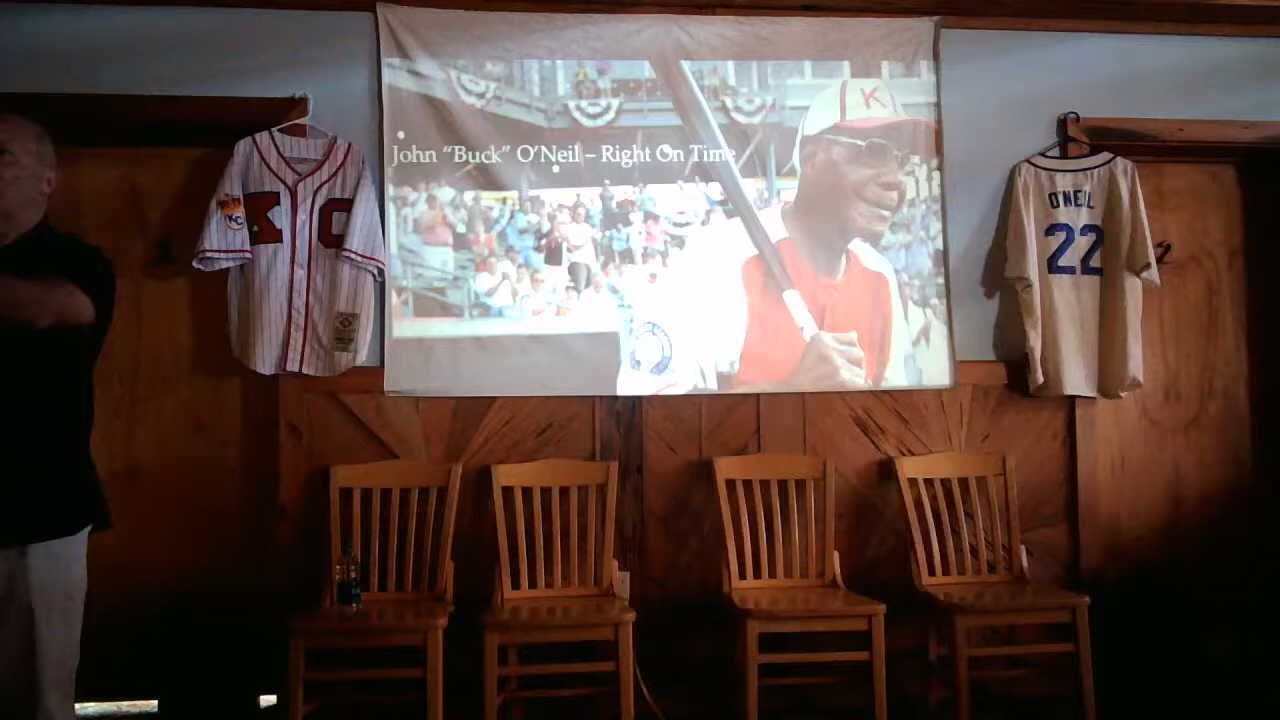 K
John “Buck” O’Neil – Right On Time
KC
K C
O'NEIL
22